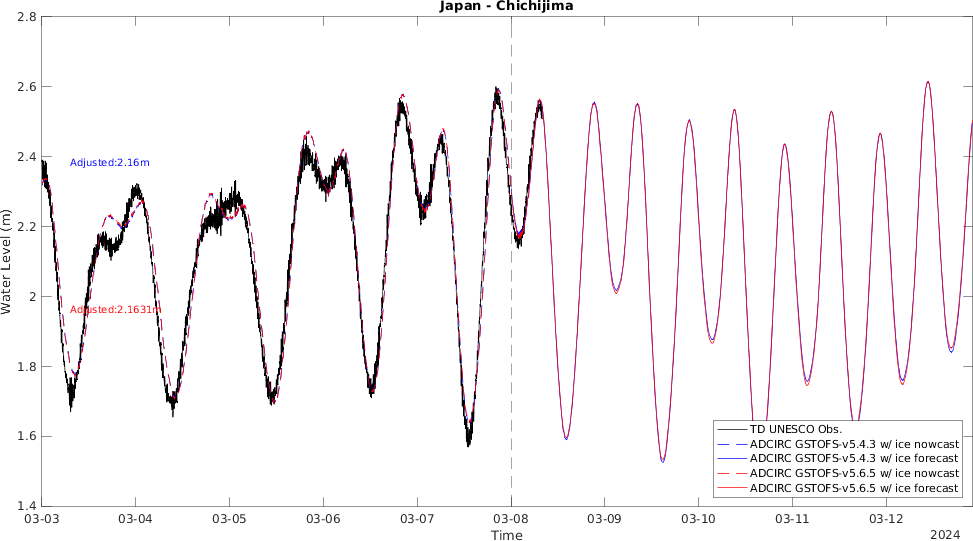 Japan - Chichijima
2.8
2.6
2.4
2.2
2
1.8
1.6
1.4
Water Level (m)
Adjusted:2.16m
Adjusted:2.1631m
TD UNESCO Obs.
ADCIRC GSTOFS-v5.4.3 w/ ice nowcast
ADCIRC GSTOFS-v5.4.3 w/ ice forecast
ADCIRC GSTOFS-v5.6.5 w/ ice nowcast
ADCIRC GSTOFS-v5.6.5 w/ ice forecast
03-03 03-04 03-05 03-06 03-07 03-08 03-09 03-10 03-11 03-12
Time
2024